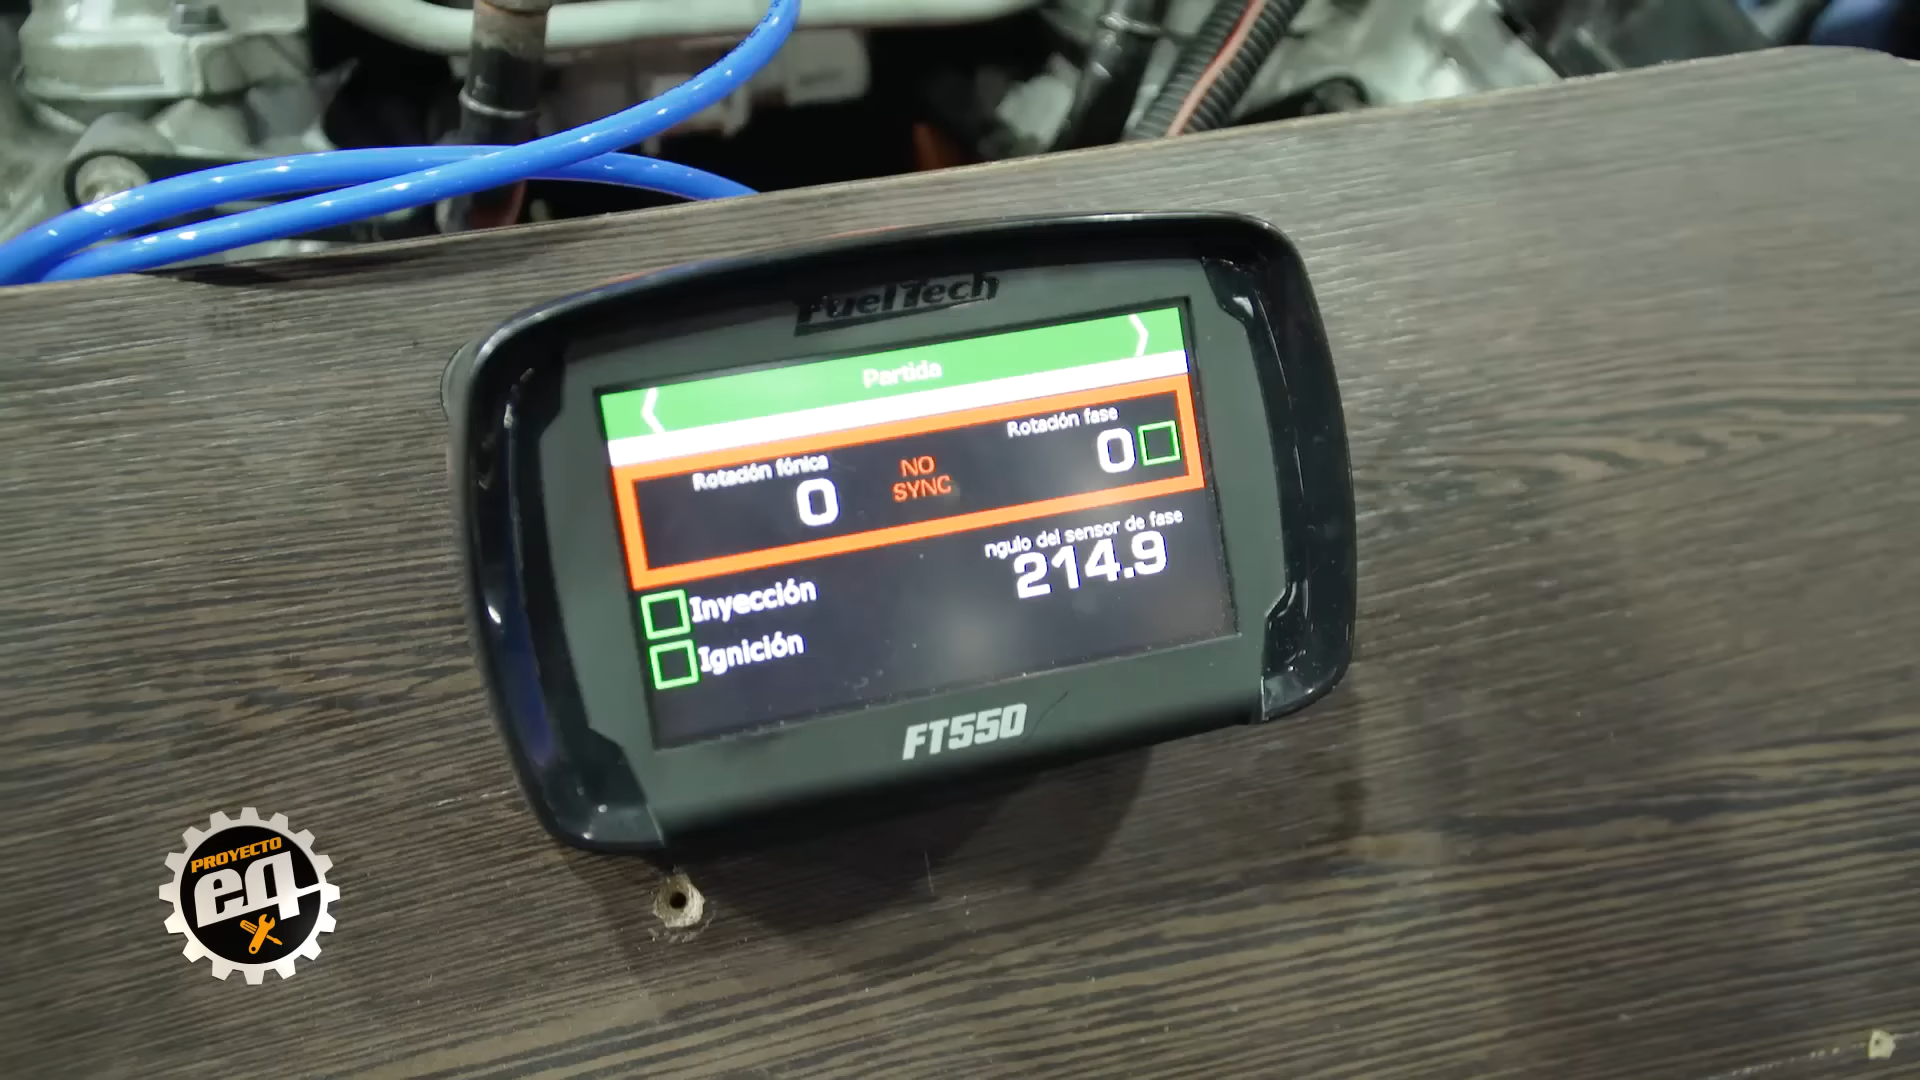 FuelTech
Partida
Rotación fónica
0
NO
SYNC
Rotación fase
0
ngulo del sensor de fase
214.9
Inyección
Ignición
FT550
PROYECTO
eq